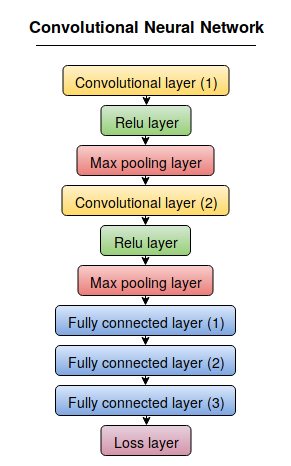 Convolutional Neural Network
Convolutional layer (1)
Relu layer
Max pooling layer
Convolutional layer (2)
Relu layer
Max pooling layer
Fully connected layer (1)
Fully connected layer (2)
Fully connected layer (3)
Loss layer